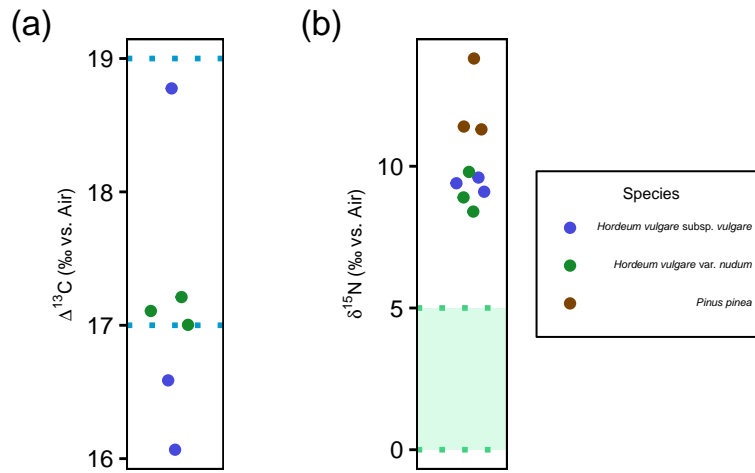 (a)
(b)
19
18
17
16
Δ¹³C (‰ vs. Air)
10
5
0
δ¹⁵N (‰ vs. Air)
Species
Hordeum vulgare subsp. vulgare
Hordeum vulgare var. nudum
Pinus pinea